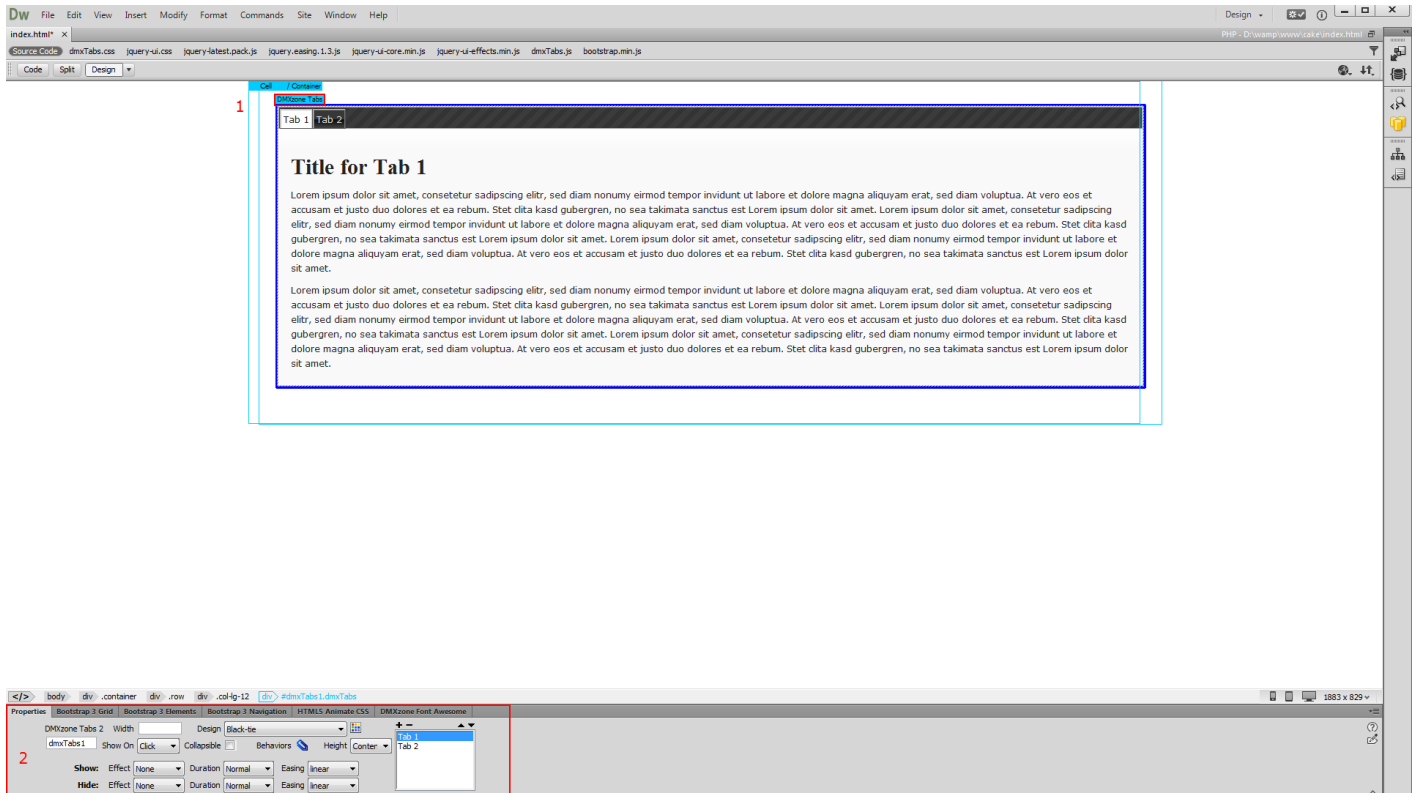 Dw File Edit View Insert Modify Format Commands Site Window Help Design
index.html* x PHP - D:\wamp\www\cake\index.html
Source Code dmxTabs.css jquery-ui.css jquery-latest.pack.js jquery.easing.1.3.js jquery-ui-core.min.js jquery-ui-effects.min.js dmxTabs.js bootstrap.min.js
Code Split Design
Cell / Container
1 DMXzone Tabs
Tab 1 Tab 2
Title for Tab 1
Lorem ipsum dolor sit amet, consetetur sadipscing elitr, sed diam nonumy eirmod tempor invidunt ut labore et dolore magna aliquyam erat, sed diam voluptua. At vero eos et
accusam et justo duo dolores et ea rebum. Stet clita kasd gubergren, no sea takimata sanctus est Lorem ipsum dolor sit amet. Lorem ipsum dolor sit amet, consetetur sadipscing
elitr, sed diam nonumy eirmod tempor invidunt ut labore et dolore magna aliquyam erat, sed diam voluptua. At vero eos et accusam et justo duo dolores et ea rebum. Stet clita kasd
gubergren, no sea takimata sanctus est Lorem ipsum dolor sit amet. Lorem ipsum dolor sit amet, consetetur sadipscing elitr, sed diam nonumy eirmod tempor invidunt ut labore et
dolore magna aliquyam erat, sed diam voluptua. At vero eos et accusam et justo duo dolores et ea rebum. Stet clita kasd gubergren, no sea takimata sanctus est Lorem ipsum dolor
sit amet.
Lorem ipsum dolor sit amet, consetetur sadipscing elitr, sed diam nonumy eirmod tempor invidunt ut labore et dolore magna aliquyam erat, sed diam voluptua. At vero eos et
accusam et justo duo dolores et ea rebum. Stet clita kasd gubergren, no sea takimata sanctus est Lorem ipsum dolor sit amet. Lorem ipsum dolor sit amet, consetetur sadipscing
elitr, sed diam nonumy eirmod tempor invidunt ut labore et dolore magna aliquyam erat, sed diam voluptua. At vero eos et accusam et justo duo dolores et ea rebum. Stet clita kasd
gubergren, no sea takimata sanctus est Lorem ipsum dolor sit amet. Lorem ipsum dolor sit amet, consetetur sadipscing elitr, sed diam nonumy eirmod tempor invidunt ut labore et
dolore magna aliquyam erat, sed diam voluptua. At vero eos et accusam et justo duo dolores et ea rebum. Stet clita kasd gubergren, no sea takimata sanctus est Lorem ipsum dolor
sit amet.
</> body div .container div .row div .col-lg-12 div #dmxTabs1.dmxTabs 1883 x 829
Properties Bootstrap 3 Grid Bootstrap 3 Elements Bootstrap 3 Navigation HTML5 Animate CSS DMXzone Font Awesome
DMXzone Tabs 2 Width Design Black-tie + −
dmxTabs1 Show On Click Collapsible Behaviors Height Conter
Tab 1
Tab 2
2
Show: Effect None Duration Normal Easing linear
Hide: Effect None Duration Normal Easing linear